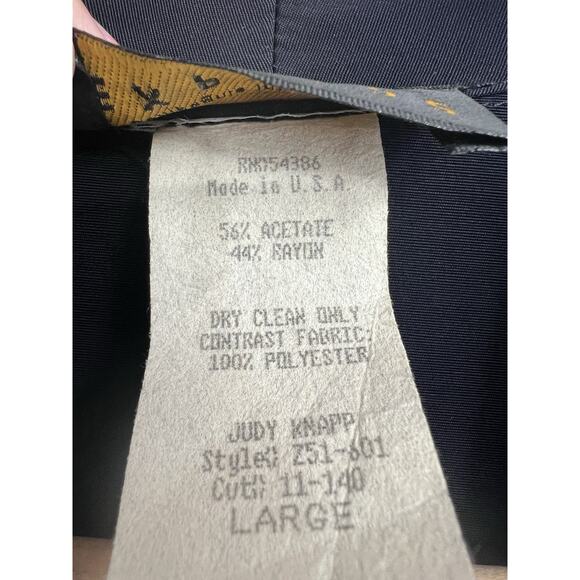 RN#54386
Made in U.S.A.
56% ACETATE
44% RAYON
DRY CLEAN ONLY
CONTRAST FABRIC:
100% POLYESTER
JUDY KNAPP
Style# Z51-601
Cut# 11-140
LARGE